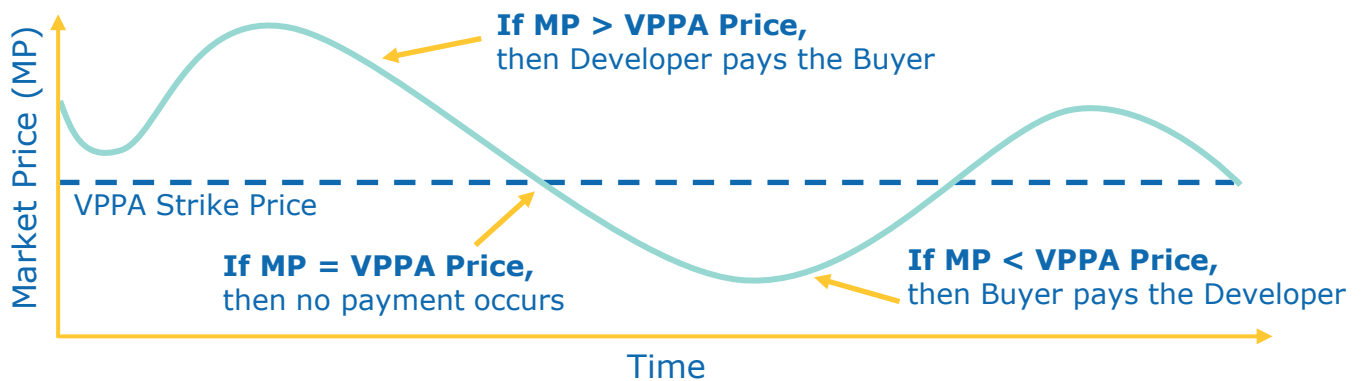 If MP > VPPA Price,
then Developer pays the Buyer
Market Price (MP)
VPPA Strike Price
If MP = VPPA Price,
then no payment occurs
If MP < VPPA Price,
then Buyer pays the Developer
Time